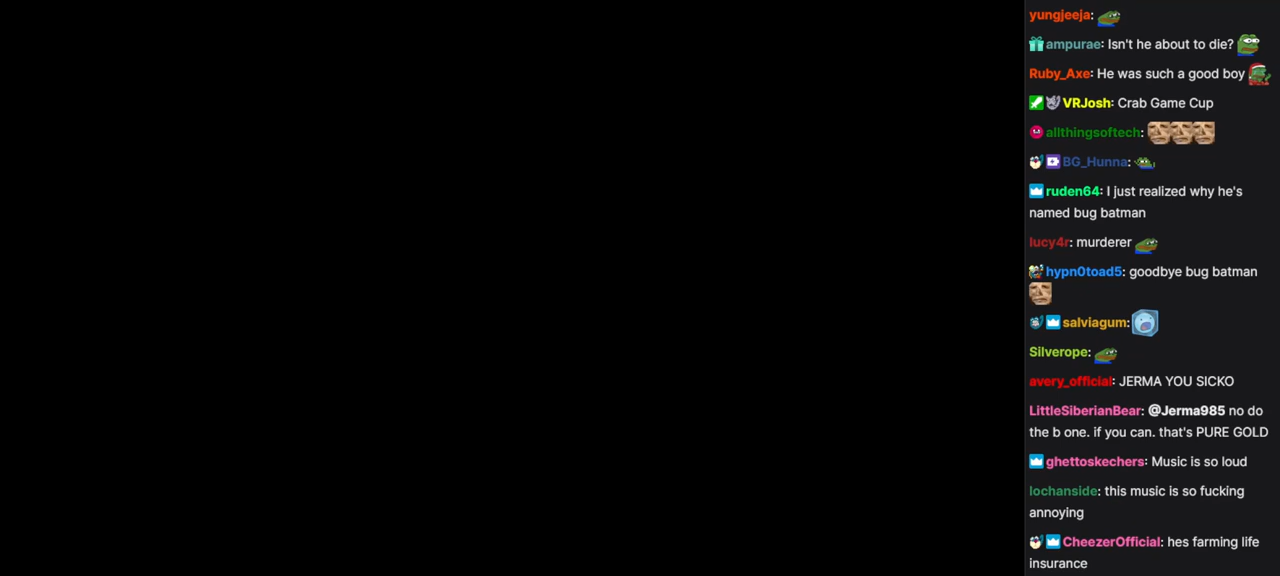 yungjeeja:
ampurae: Isn't he about to die?
Ruby_Axe: He was such a good boy
VRJosh: Crab Game Cup
allthingsoftech:
BG_Hunna:
ruden64: I just realized why he's
named bug batman
lucy4r: murderer
hypn0toad5: goodbye bug batman
salviagum:
Silverope:
avery_official: JERMA YOU SICKO
LittleSiberianBear: @Jerma985 no do
the b one. if you can. that's PURE GOLD
ghettoskechers: Music is so loud
lochanside: this music is so fucking
annoying
CheezerOfficial: hes farming life
insurance